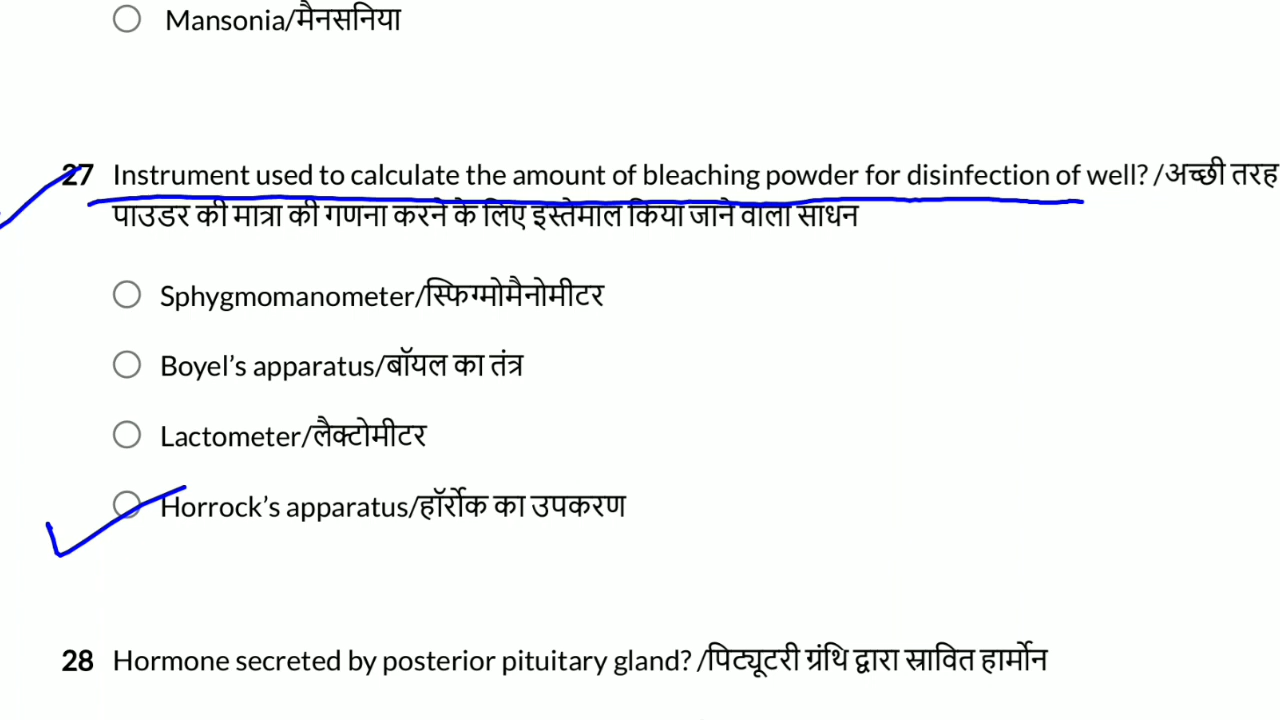 Mansonia/मैनसनिया
27 Instrument used to calculate the amount of bleaching powder for disinfection of well? /अच्छी तरह
पाउडर की मात्रा की गणना करने के लिए इस्तेमाल किया जाने वाला साधन
Sphygmomanometer/स्फिग्मोमैनोमीटर
Boyel's apparatus/बॉयल का तंत्र
Lactometer/लैक्टोमीटर
Horrock's apparatus/हॉर्रोक का उपकरण
28 Hormone secreted by posterior pituitary gland? /पिट्यूटरी ग्रंथि द्वारा स्रावित हार्मोन